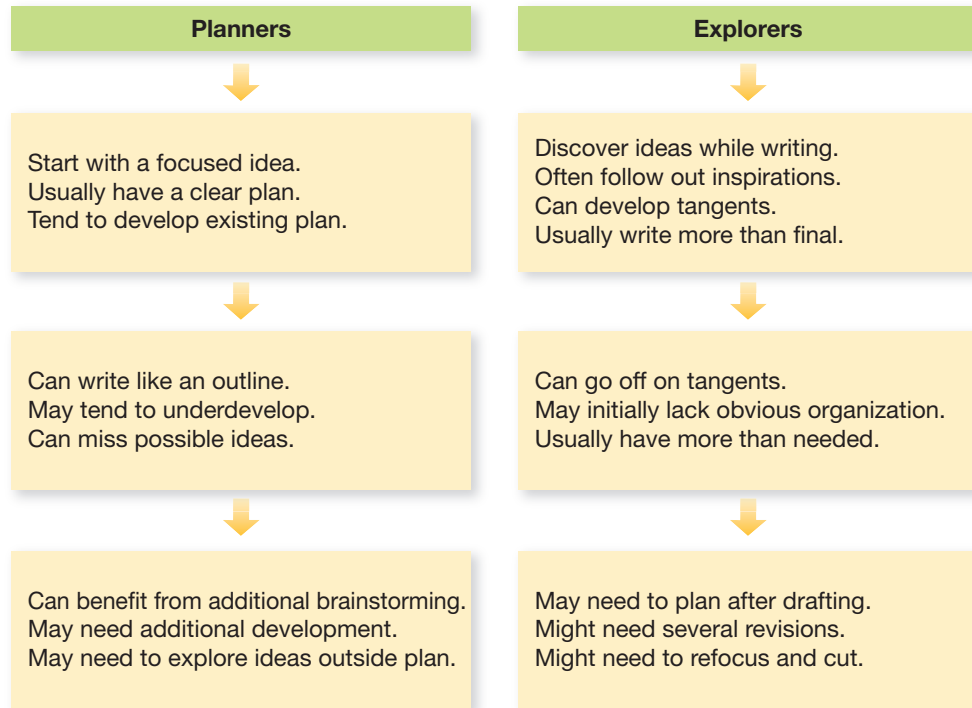 Planners
Start with a focused idea.
Usually have a clear plan.
Tend to develop existing plan.
Can write like an outline.
May tend to underdevelop.
Can miss possible ideas.
Can benefit from additional brainstorming.
May need additional development.
May need to explore ideas outside plan.
Explorers
Discover ideas while writing.
Often follow out inspirations.
Can develop tangents.
Usually write more than final.
Can go off on tangents.
May initially lack obvious organization.
Usually have more than needed.
May need to plan after drafting.
Might need several revisions.
Might need to refocus and cut.